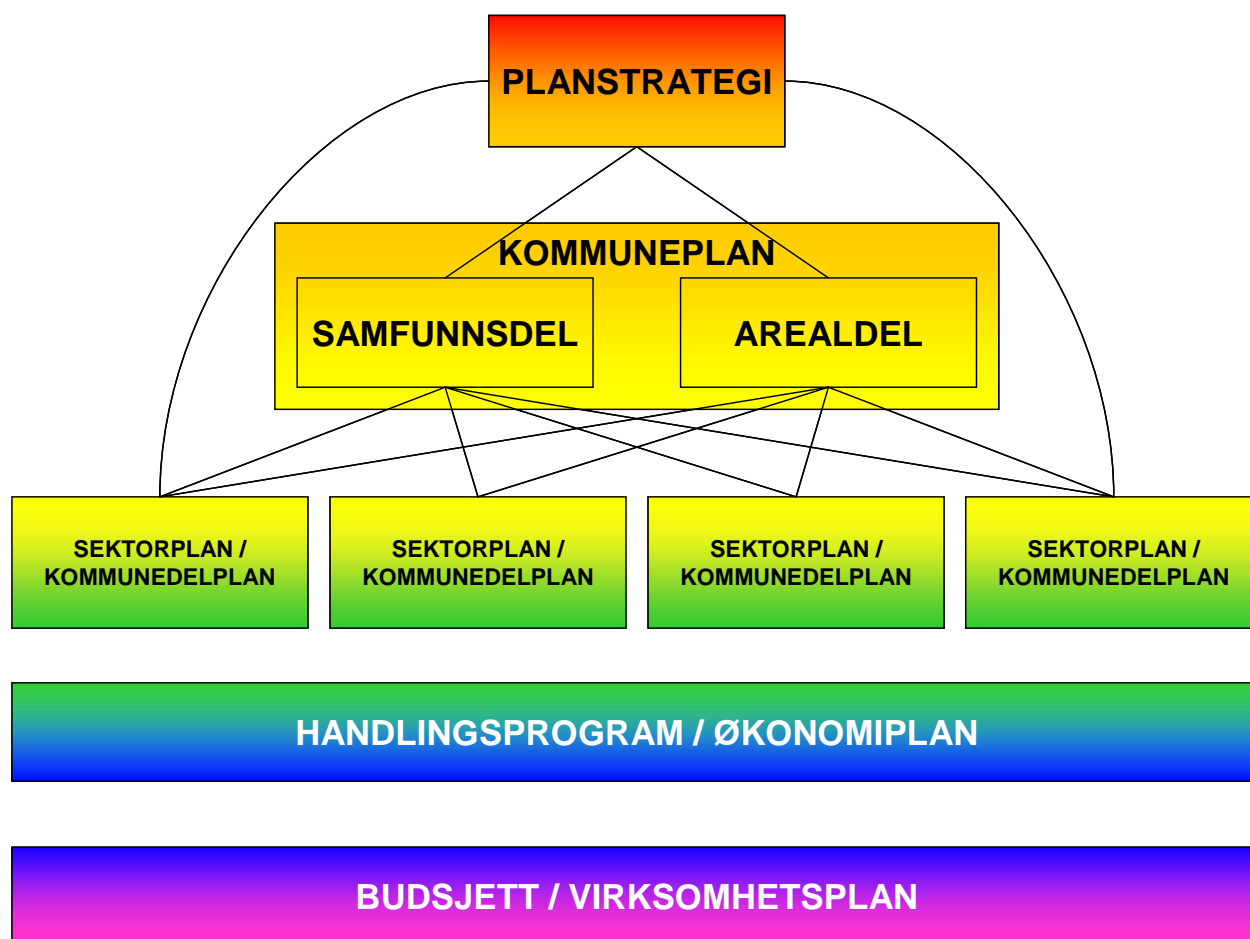 PLANSTRATEGI
KOMMUNEPLAN
SAMFUNNSDEL
AREALDEL
SEKTORPLAN /
KOMMUNEDELPLAN
SEKTORPLAN /
KOMMUNEDELPLAN
SEKTORPLAN /
KOMMUNEDELPLAN
SEKTORPLAN /
KOMMUNEDELPLAN
HANDLINGSPROGRAM / ØKONOMIPLAN
BUDSJETT / VIRKSOMHETSPLAN